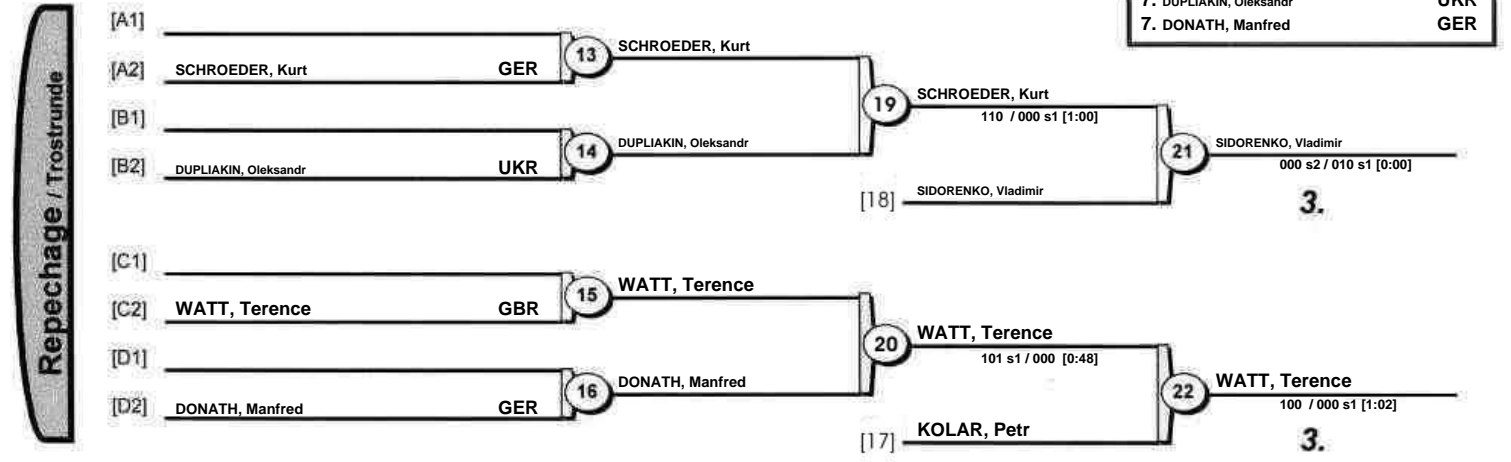 7. DUPLIAKIN, Oleksandr UKR
7. DONATH, Manfred GER
Repechage / Trostrunde
[A1]
[A2] SCHROEDER, Kurt GER
13 SCHROEDER, Kurt
[B1]
[B2] DUPLIAKIN, Oleksandr UKR
14 DUPLIAKIN, Oleksandr
19 SCHROEDER, Kurt
110 / 000 s1 [1:00]
[18] SIDORENKO, Vladimir
21 SIDORENKO, Vladimir
000 s2 / 010 s1 [0:00]
3.
[C1]
[C2] WATT, Terence GBR
15 WATT, Terence
[D1]
[D2] DONATH, Manfred GER
16 DONATH, Manfred
20 WATT, Terence
101 s1 / 000 [0:48]
[17] KOLAR, Petr
22 WATT, Terence
100 / 000 s1 [1:02]
3.